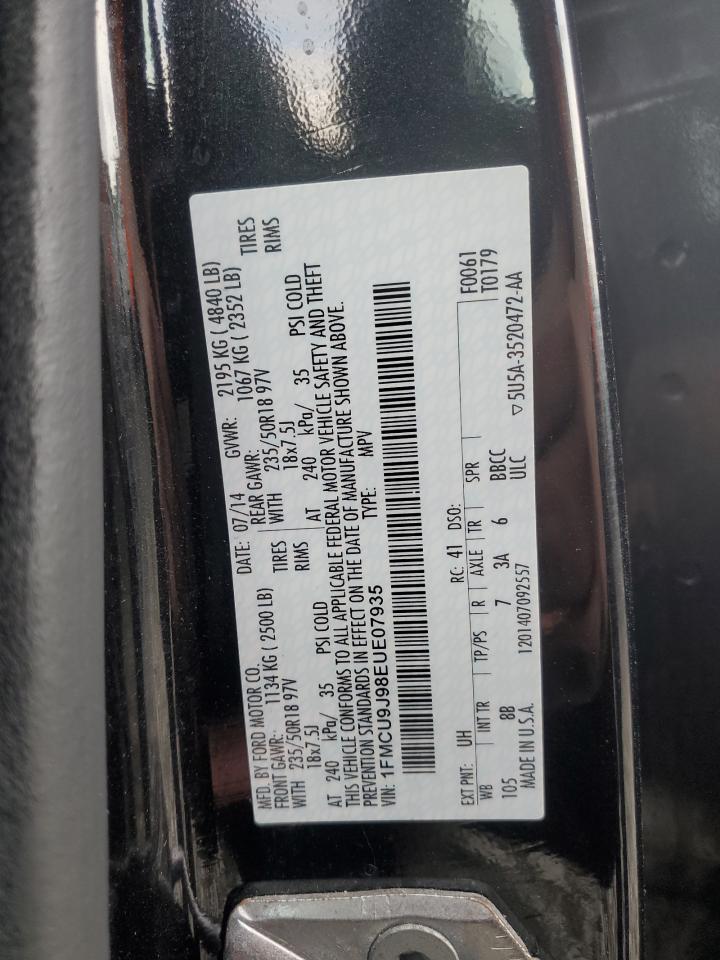 MFD. BY FORD MOTOR CO.
DATE: 07/14 GVWR: 2195 KG ( 4840 LB)
FRONT GAWR: 1134 KG ( 2500 LB) REAR GAWR: 1067 KG ( 2352 LB)
WITH 235/50R18 97V TIRES WITH 235/50R18 97V TIRES
18x7.5J RIMS 18x7.5J RIMS
AT 240 kPa/ 35 PSI COLD AT 240 kPa/ 35 PSI COLD
THIS VEHICLE CONFORMS TO ALL APPLICABLE FEDERAL MOTOR VEHICLE SAFETY AND THEFT
PREVENTION STANDARDS IN EFFECT ON THE DATE OF MANUFACTURE SHOWN ABOVE.
VIN: 1FMCU9J98EUE07935 TYPE: MPV
EXT PNT: UH RC: 41 DSO: F0061
WB INT TR TP/PS R AXLE TR SPR T0179
105 8B 7 3A 6 BBCC
MADE IN U.S.A. 1201407092557 ULC ▽5U5A-3520472-AA